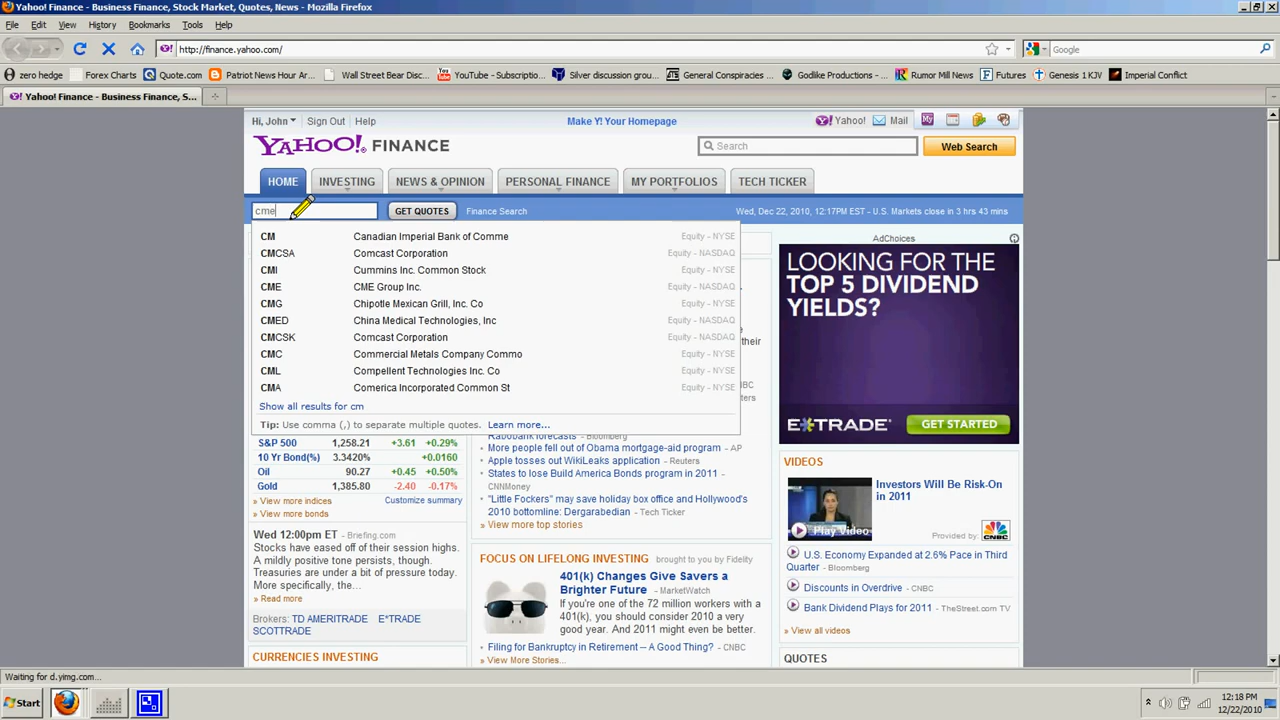 Yahoo! Finance - Business Finance, Stock Market, Quotes, News - Mozilla Firefox
File Edit View History Bookmarks Tools Help
http://finance.yahoo.com/
Google
zero hedge Forex Charts Quote.com Patriot News Hour Ar... Wall Street Bear Disc... YouTube - Subscriptio... Silver discussion grou... General Conspiracies ... Godlike Productions - ... Rumor Mill News Futures Genesis 1 KJV Imperial Conflict
Yahoo! Finance - Business Finance, S...
Hi, John Sign Out Help Make Y! Your Homepage Yahoo! Mail My
YAHOO! FINANCE
Search
Web Search
HOME INVESTING NEWS & OPINION PERSONAL FINANCE MY PORTFOLIOS TECH TICKER
cme GET QUOTES Finance Search Wed, Dec 22, 2010, 12:17PM EST - U.S. Markets close in 3 hrs 43 mins
CM Canadian Imperial Bank of Comme Equity - NYSE
CMCSA Comcast Corporation Equity - NASDAQ
CMI Cummins Inc. Common Stock Equity - NYSE
CME CME Group Inc. Equity - NASDAQ
CMG Chipotle Mexican Grill, Inc. Co Equity - NYSE
CMED China Medical Technologies, Inc Equity - NASDAQ
CMCSK Comcast Corporation Equity - NASDAQ
CMC Commercial Metals Company Commo Equity - NYSE
CML Compellent Technologies Inc. Co Equity - NYSE
CMA Comerica Incorporated Common St Equity - NYSE
Show all results for cm
Tip: Use comma (,) to separate multiple quotes. Learn more...
S&P 500 1,258.21 +3.61 +0.29%
10 Yr Bond(%) 3.3420% +0.0160
Oil 90.27 +0.45 +0.50%
Gold 1,385.80 -2.40 -0.17%
» View more indices Customize summary
» View more bonds
Wed 12:00pm ET - Briefing.com
Stocks have eased off of their session highs.
A mildly positive tone persists, though.
Treasuries are under a bit of pressure today.
More specifically, the...
» Read more
Brokers: TD AMERITRADE E*TRADE
SCOTTRADE
CURRENCIES INVESTING
their
Rabobank forecasts - Bloomberg
More people fell out of Obama mortgage-aid program - AP
Apple tosses out WikiLeaks application - Reuters
States to lose Build America Bonds program in 2011 -
CNNMoney
"Little Fockers" may save holiday box office and Hollywood's
2010 bottomline: Dergarabedian - Tech Ticker
» View more top stories
FOCUS ON LIFELONG INVESTING brought to you by Fidelity
401(k) Changes Give Savers a
Brighter Future - MarketWatch
If you're one of the 72 million workers with a
401(k), you should consider 2010 a very
good year. And 2011 might even be better.
Filing for Bankruptcy in Retirement -- A Good Thing? - CNBC
» View More Stories...
AdChoices
LOOKING FOR THE
TOP 5 DIVIDEND
YIELDS?
E*TRADE GET STARTED
VIDEOS
Investors Will Be Risk-On
in 2011
Play Video
Provided by:
CNBC
U.S. Economy Expanded at 2.6% Pace in Third
Quarter - Bloomberg
Discounts in Overdrive - CNBC
Bank Dividend Plays for 2011 - TheStreet.com TV
» View all videos
QUOTES
Waiting for d.yimg.com...
Start
12:18 PM
12/22/2010